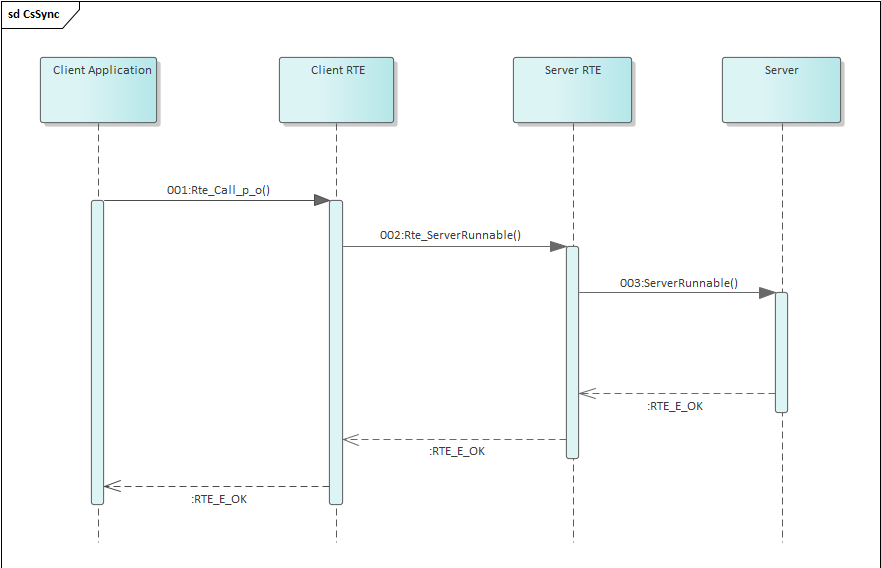 sd CsSync
Client Application
Client RTE
Server RTE
Server
001:Rte_Call_p_o()
002:Rte_ServerRunnable()
003:ServerRunnable()
:RTE_E_OK
:RTE_E_OK
:RTE_E_OK